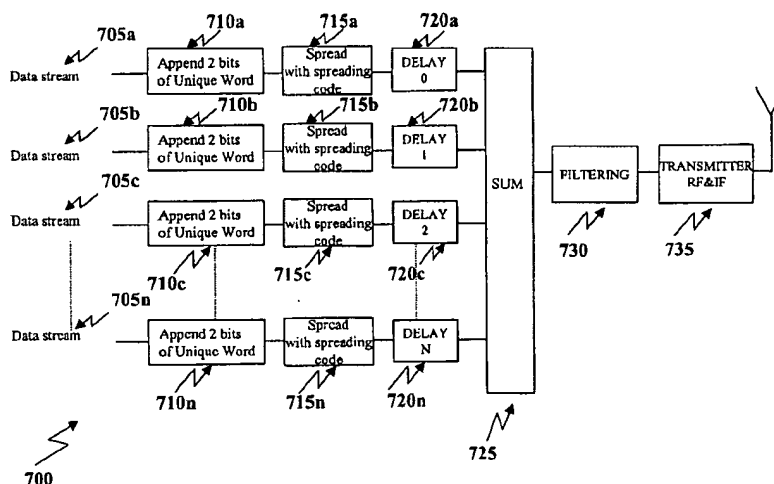 705a
710a
715a
720a
Data stream
Append 2 bits
of Unique Word
Spread
with spreading
code
DELAY
0
705b
710b
715b
720b
Data stream
Append 2 bits
of Unique Word
Spread
with spreading
code
DELAY
1
SUM
FILTERING
TRANSMITTER
RF&IF
705c
730
735
Data stream
Append 2 bits
of Unique Word
Spread
with spreading
code
DELAY
2
710c
715c
720c
705n
Data stream
Append 2 bits
of Unique Word
Spread
with spreading
code
DELAY
N
710n
715n
720n
725
700